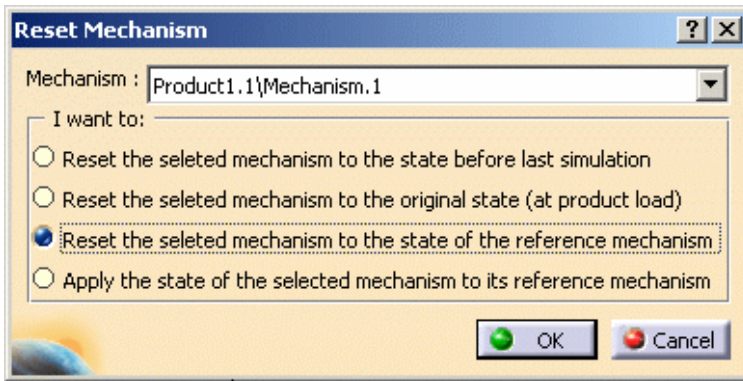 Reset Mechanism
Mechanism : Product1.1\Mechanism.1
I want to:
Reset the seleted mechanism to the state before last simulation
Reset the seleted mechanism to the original state (at product load)
Reset the seleted mechanism to the state of the reference mechanism
Apply the state of the selected mechanism to its reference mechanism
OK Cancel